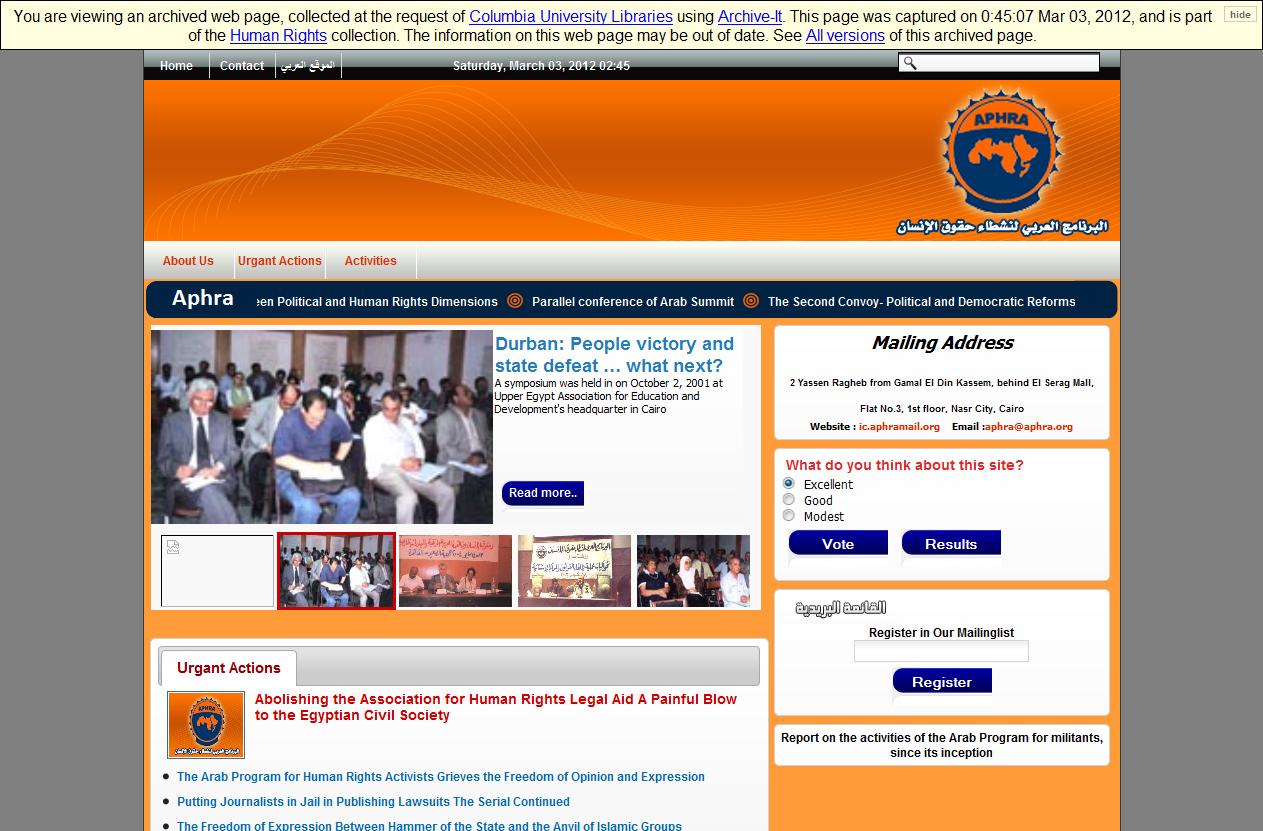 You are viewing an archived web page, collected at the request of Columbia University Libraries using Archive-It. This page was captured on 0:45:07 Mar 03, 2012, and is part
of the Human Rights collection. The information on this web page may be out of date. See All versions of this archived page.
hide
Home Contact الموقع العربي Saturday, March 03, 2012 02:45
APHRA
البرنامج العربي لنشطاء حقوق الإنسان
About Us Urgant Actions Activities
Aphra een Political and Human Rights Dimensions Parallel conference of Arab Summit The Second Convoy- Political and Democratic Reforms
Durban: People victory and
state defeat … what next?
A symposium was held in on October 2, 2001 at
Upper Egypt Association for Education and
Development's headquarter in Cairo
Read more..
Mailing Address
2 Yassen Ragheb from Gamal El Din Kassem, behind El Serag Mall,
Flat No.3, 1st floor, Nasr City, Cairo
Website : ic.aphramail.org Email :aphra@aphra.org
What do you think about this site?
Excellent
Good
Modest
Vote Results
القائمة البريدية
Register in Our Mailinglist
Register
Report on the activities of the Arab Program for militants,
since its inception
Urgant Actions
APHRA
البرنامج العربي لنشطاء حقوق الإنسان
Abolishing the Association for Human Rights Legal Aid A Painful Blow
to the Egyptian Civil Society
The Arab Program for Human Rights Activists Grieves the Freedom of Opinion and Expression
Putting Journalists in Jail in Publishing Lawsuits The Serial Continued
The Freedom of Expression Between Hammer of the State and the Anvil of Islamic Groups